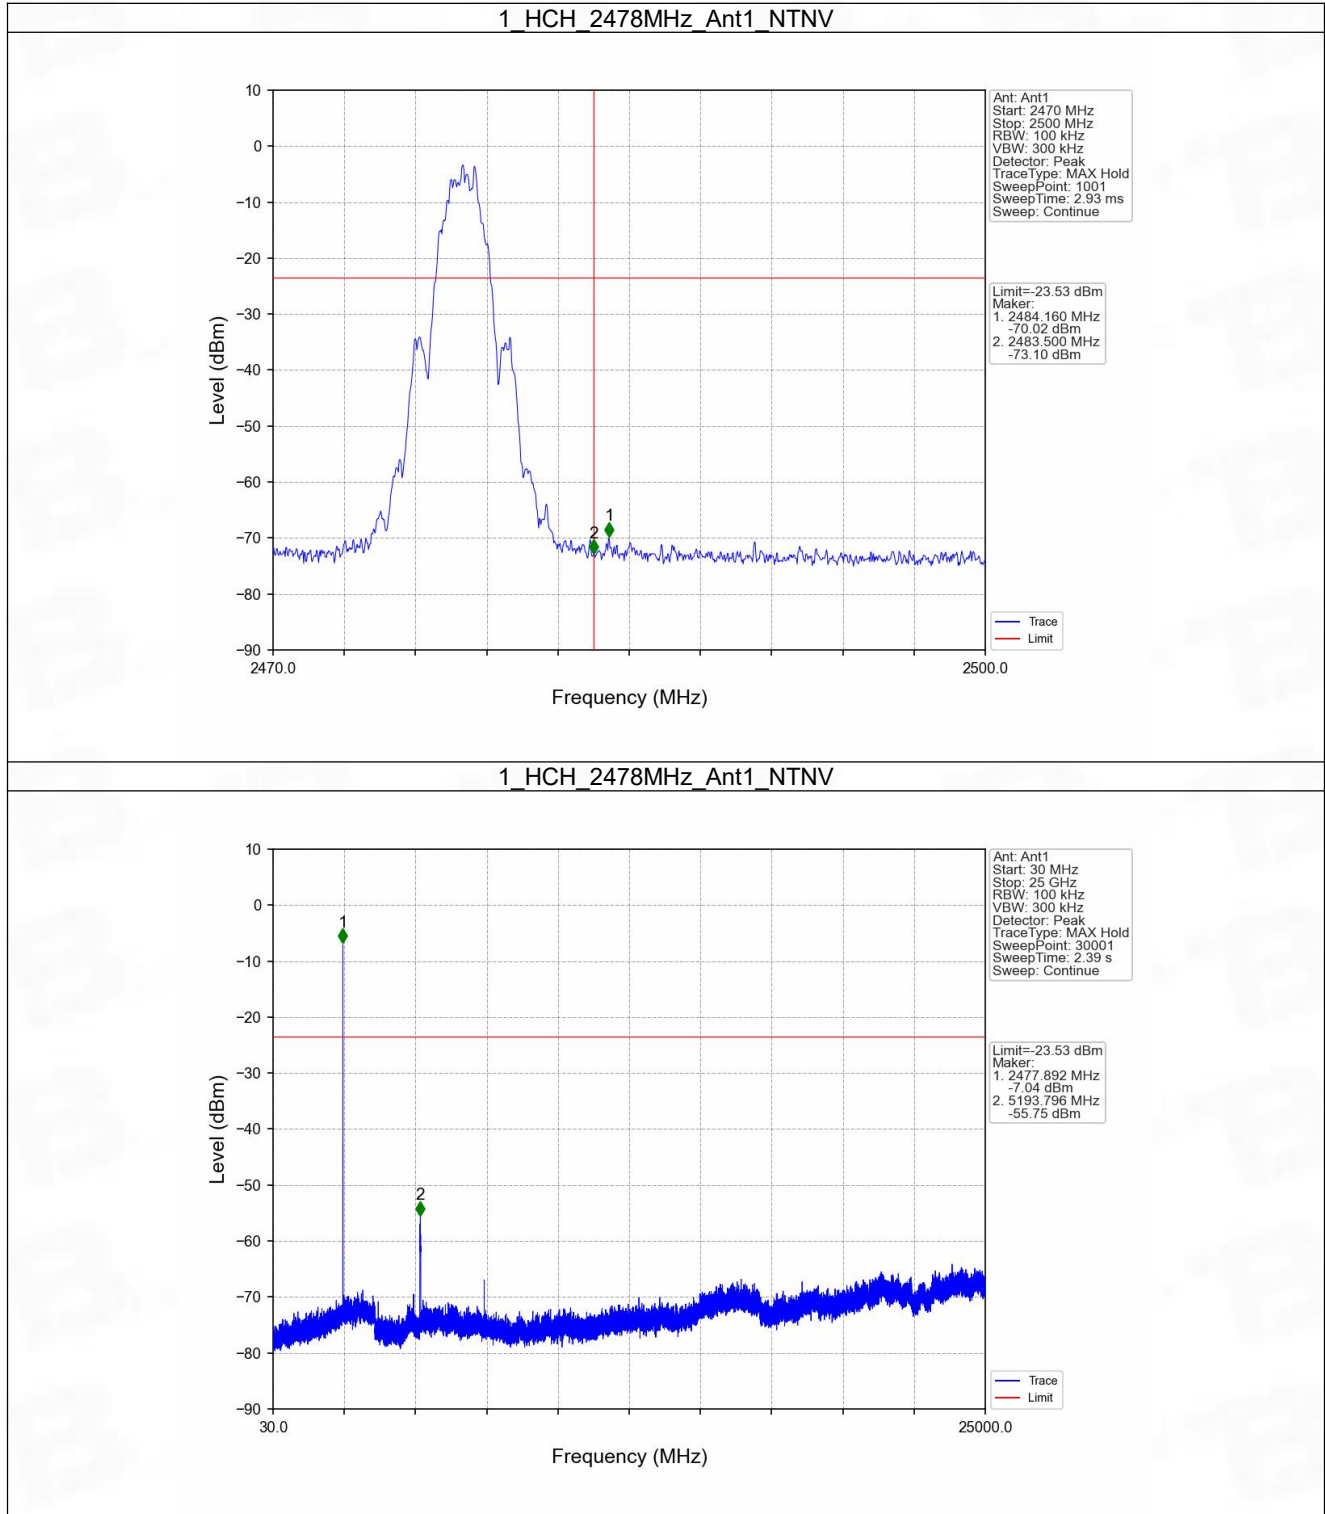 1_HCH_2478MHz_Ant1_NTNV
10
0
−10
−20
−30
−40
−50
−60
−70
−80
−90
Level (dBm)
2470.0
2500.0
Frequency (MHz)
1
2
Ant: Ant1
Start: 2470 MHz
Stop: 2500 MHz
RBW: 100 kHz
VBW: 300 kHz
Detector: Peak
TraceType: MAX Hold
SweepPoint: 1001
SweepTime: 2.93 ms
Sweep: Continue
Limit=-23.53 dBm
Maker:
1. 2484.160 MHz
-70.02 dBm
2. 2483.500 MHz
-73.10 dBm
Trace
Limit
1_HCH_2478MHz_Ant1_NTNV
10
0
−10
−20
−30
−40
−50
−60
−70
−80
−90
Level (dBm)
30.0
25000.0
Frequency (MHz)
1
2
Ant: Ant1
Start: 30 MHz
Stop: 25 GHz
RBW: 100 kHz
VBW: 300 kHz
Detector: Peak
TraceType: MAX Hold
SweepPoint: 30001
SweepTime: 2.39 s
Sweep: Continue
Limit=-23.53 dBm
Maker:
1. 2477.892 MHz
-7.04 dBm
2. 5193.796 MHz
-55.75 dBm
Trace
Limit